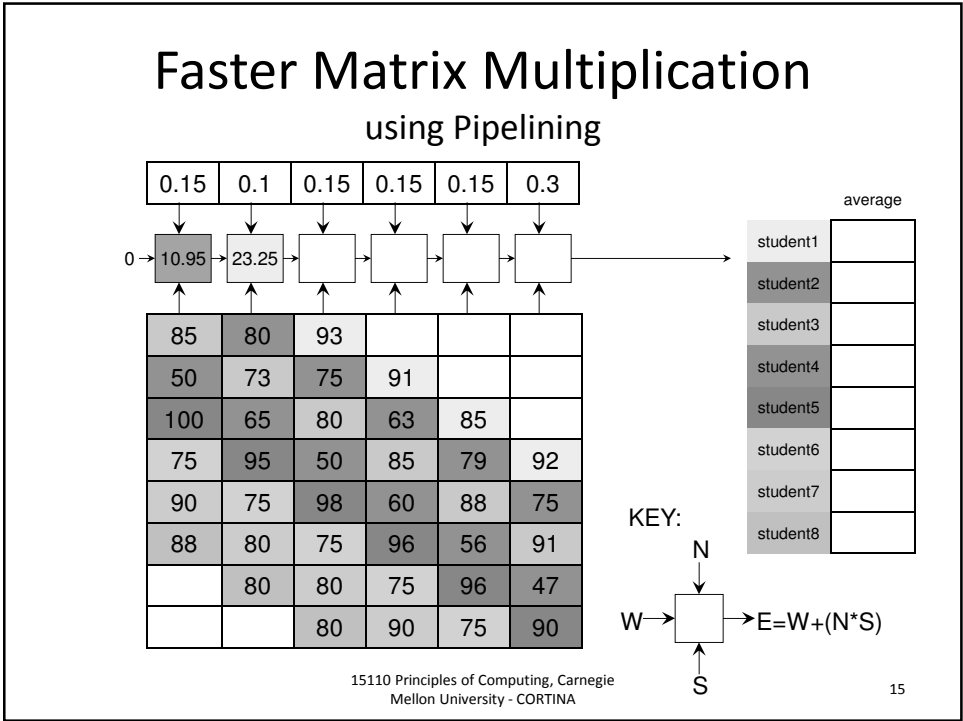 Faster Matrix Multiplication
using Pipelining
0.15 0.1 0.15 0.15 0.15 0.3
0 10.95 23.25
85 80 93
50 73 75 91
100 65 80 63 85
75 95 50 85 79 92
90 75 98 60 88 75
88 80 75 96 56 91
80 80 75 96 47
80 90 75 90
average
student1
student2
student3
student4
student5
student6
student7
student8
KEY:
N
W E=W+(N*S)
S
15110 Principles of Computing, Carnegie
Mellon University - CORTINA
15